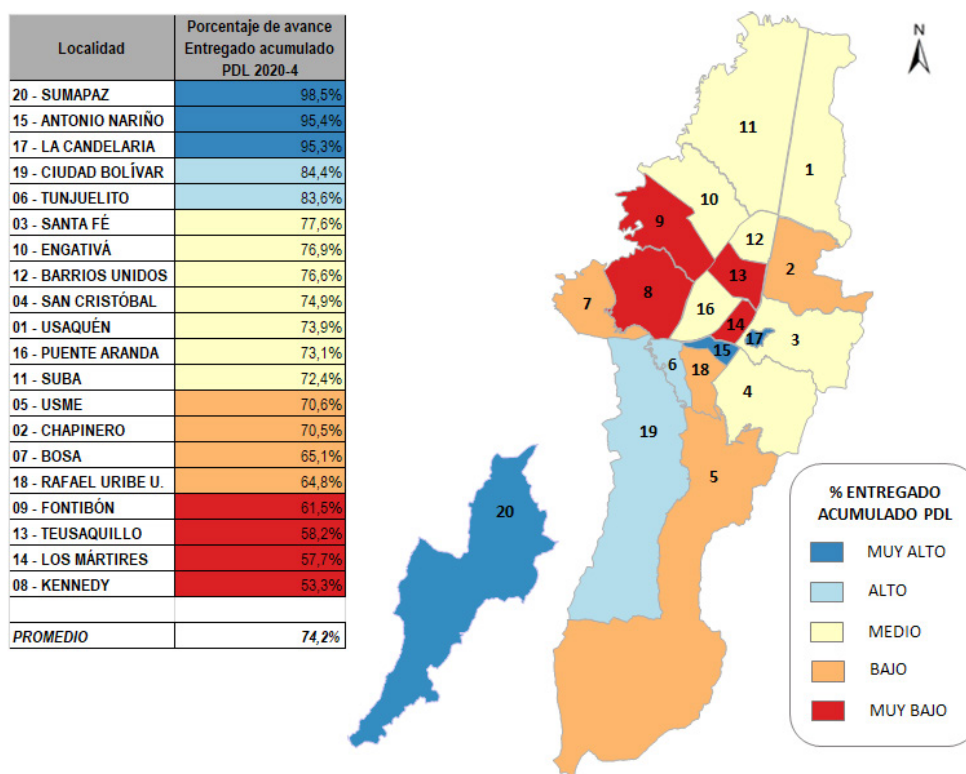 Localidad
Porcentaje de avance
Entregado acumulado
PDL 2020-4
20 - SUMAPAZ 98,5%
15 - ANTONIO NARIÑO 95,4%
17 - LA CANDELARIA 95,3%
19 - CIUDAD BOLÍVAR 84,4%
06 - TUNJUELITO 83,6%
03 - SANTA FÉ 77,6%
10 - ENGATIVÁ 76,9%
12 - BARRIOS UNIDOS 76,6%
04 - SAN CRISTÓBAL 74,9%
01 - USAQUÉN 73,9%
16 - PUENTE ARANDA 73,1%
11 - SUBA 72,4%
05 - USME 70,6%
02 - CHAPINERO 70,5%
07 - BOSA 65,1%
18 - RAFAEL URIBE U. 64,8%
09 - FONTIBÓN 61,5%
13 - TEUSAQUILLO 58,2%
14 - LOS MÁRTIRES 57,7%
08 - KENNEDY 53,3%
PROMEDIO 74,2%
N
11
1
10
9
12
13
2
8
7
16
14
17
3
15
6
18
4
19
5
20
% ENTREGADO
ACUMULADO PDL
MUY ALTO
ALTO
MEDIO
BAJO
MUY BAJO